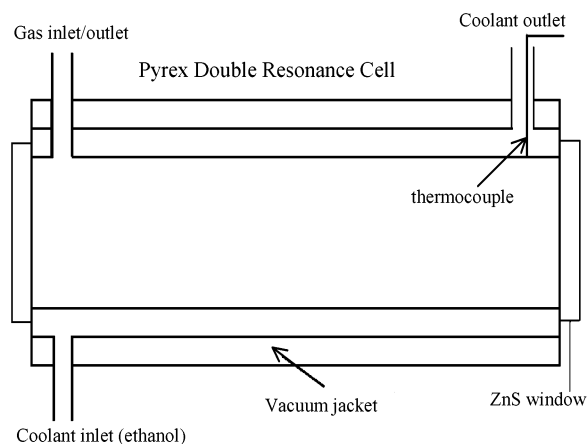 Coolant outlet
Gas inlet/outlet
Pyrex Double Resonance Cell
thermocouple
ZnS window
Vacuum jacket
Coolant inlet (ethanol)